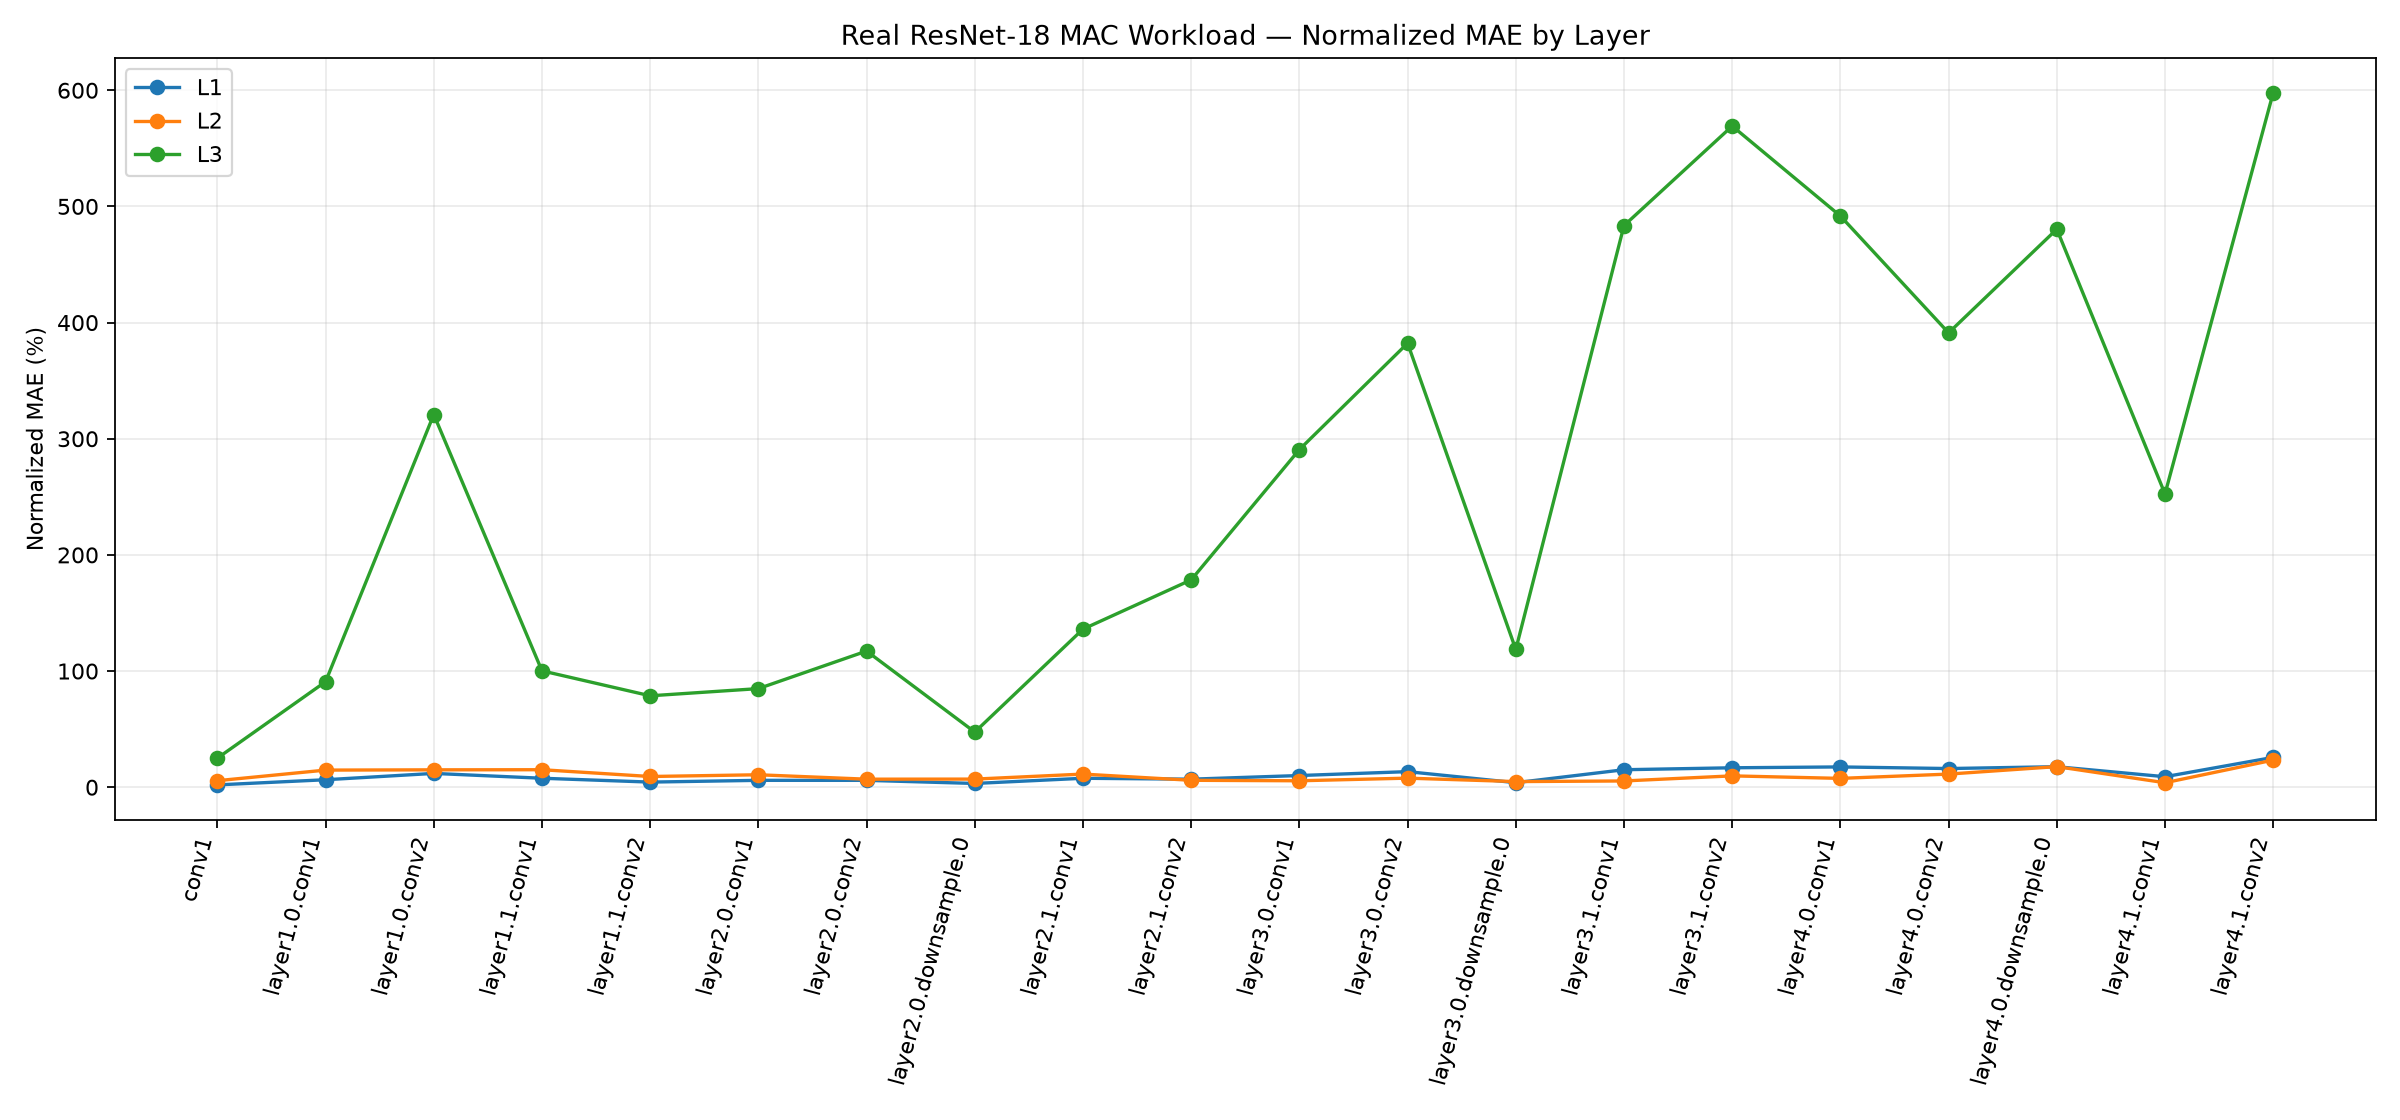 Real ResNet-18 MAC Workload — Normalized MAE by Layer
L1
L2
L3
Normalized MAE (%)
600
500
400
300
200
100
0
conv1
layer1.0.conv1
layer1.0.conv2
layer1.1.conv1
layer1.1.conv2
layer2.0.conv1
layer2.0.conv2
layer2.0.downsample.0
layer2.1.conv1
layer2.1.conv2
layer3.0.conv1
layer3.0.conv2
layer3.0.downsample.0
layer3.1.conv1
layer3.1.conv2
layer4.0.conv1
layer4.0.conv2
layer4.0.downsample.0
layer4.1.conv1
layer4.1.conv2